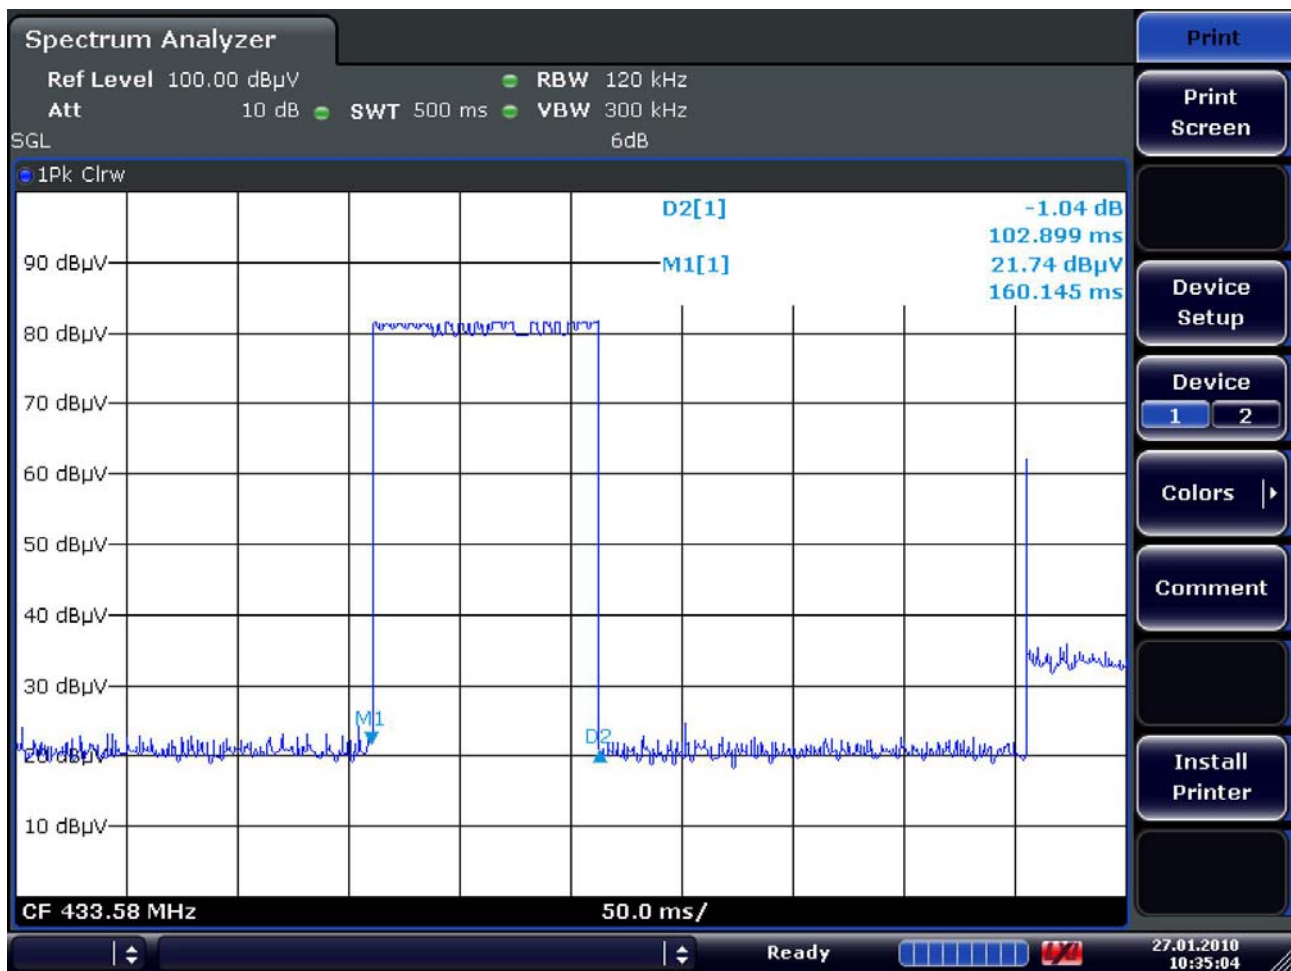 Spectrum Analyzer
Ref Level 100.00 dBµV RBW 120 kHz
Att 10 dB SWT 500 ms VBW 300 kHz
SGL 6dB
1Pk Clrw
D2[1] -1.04 dB
102.899 ms
M1[1] 21.74 dBµV
160.145 ms
90 dBµV
80 dBµV
70 dBµV
60 dBµV
50 dBµV
40 dBµV
30 dBµV
20 dBµV
10 dBµV
M1
D2
CF 433.58 MHz 50.0 ms/
Print
Print
Screen
Device
Setup
Device
1 2
Colors
Comment
Install
Printer
Ready
LXI
27.01.2010
10:35:04